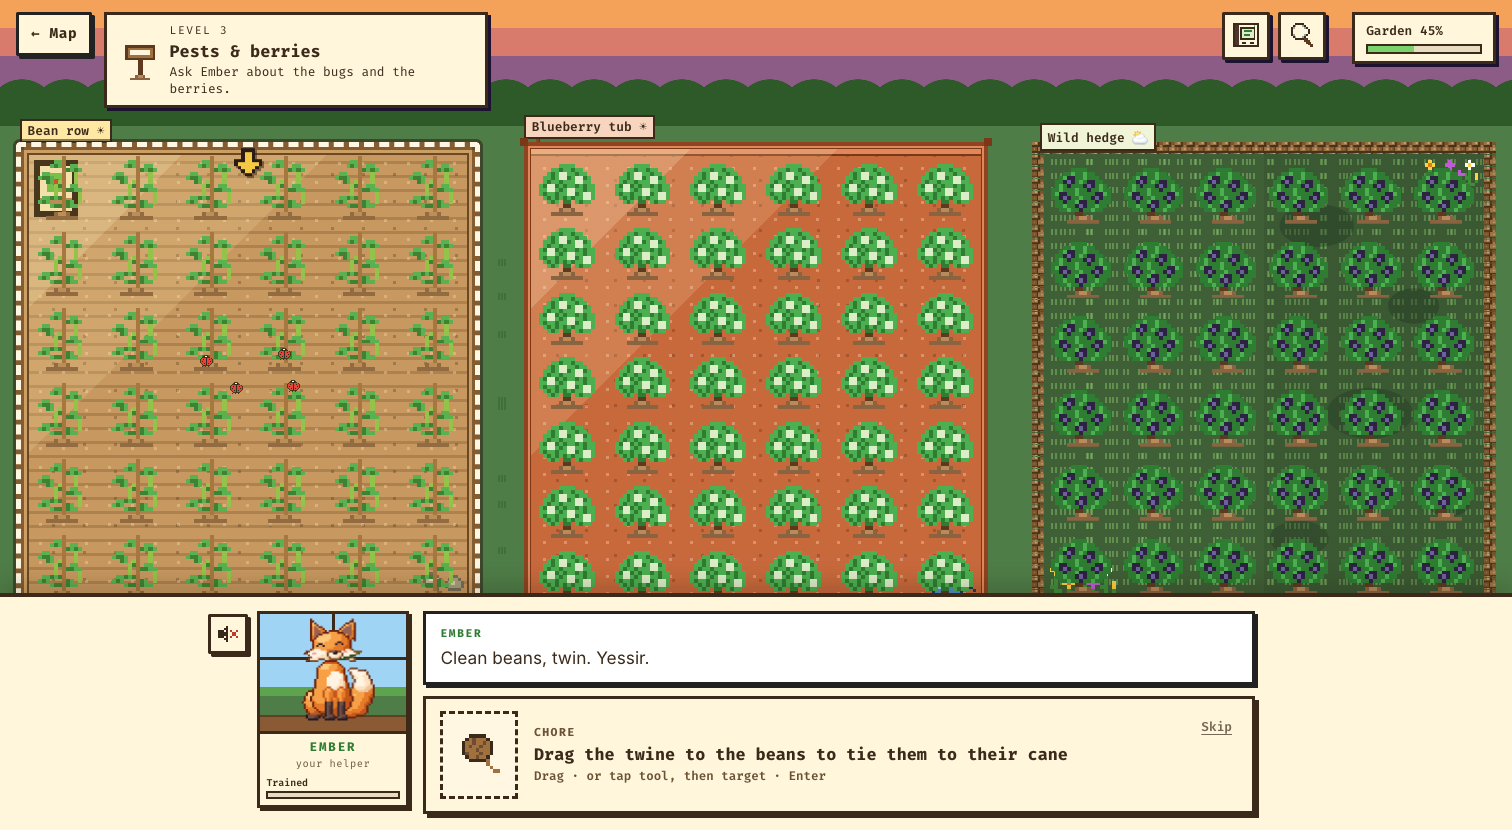 ← Map
LEVEL 3
Pests & berries
Ask Ember about the bugs and the
berries.
Garden 45%
Bean row ☀
Blueberry tub ☀
Wild hedge ⛅
EMBER
Clean beans, twin. Yessir.
EMBER
your helper
Trained
CHORE
Skip
Drag the twine to the beans to tie them to their cane
Drag · or tap tool, then target · Enter